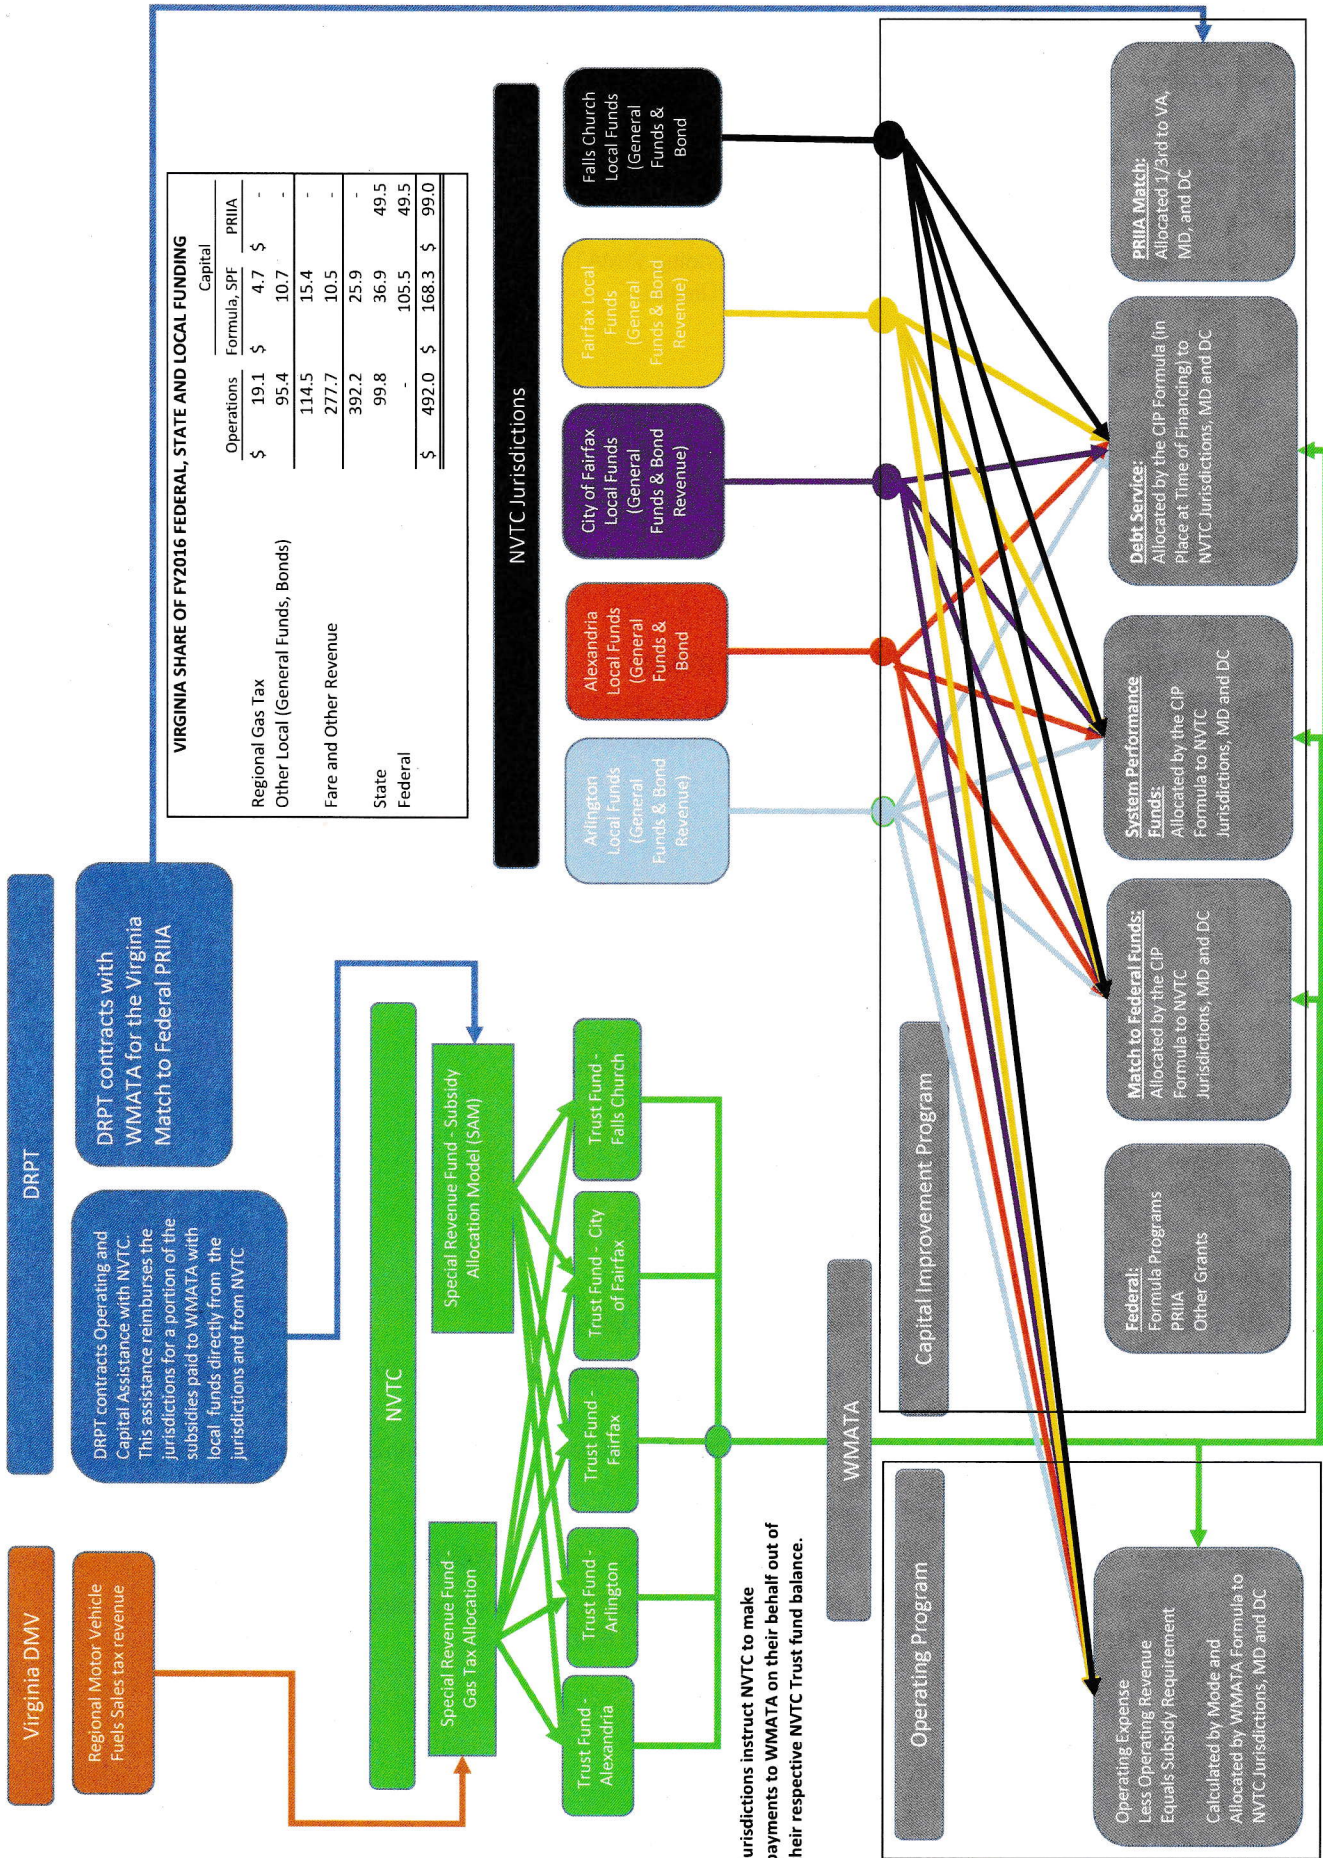 Virginia DMV
Regional Motor Vehicle
Fuels Sales tax revenue
DRPT
DRPT contracts Operating and
Capital Assistance with NVTC.
This assistance reimburses the
jurisdictions for a portion of the
subsidies paid to WMATA with
local funds directly from the
jurisdictions and from NVTC
DRPT contracts with
WMATA for the Virginia
Match to Federal PRIIA
NVTC
Special Revenue Fund -
Gas Tax Allocation
Special Revenue Fund - Subsidy
Allocation Model (SAM)
Trust Fund -
Alexandria
Trust Fund -
Arlington
Trust Fund -
Fairfax
Trust Fund - City
of Fairfax
Trust Fund -
Falls Church
urisdictions instruct NVTC to make
payments to WMATA on their behalf out of
heir respective NVTC Trust fund balance.
VIRGINIA SHARE OF FY2016 FEDERAL, STATE AND LOCAL FUNDING
Capital
Operations Formula, SPF PRIIA
Regional Gas Tax $ 19.1 $ 4.7 $ -
Other Local (General Funds, Bonds) 95.4 10.7 -
114.5 15.4 -
Fare and Other Revenue 277.7 10.5 -
392.2 25.9 -
State 99.8 36.9 49.5
Federal - 105.5 49.5
$ 492.0 $ 168.3 $ 99.0
NVTC Jurisdictions
Arlington
Local Funds
(General
Funds & Bond
Revenue)
Alexandria
Local Funds
(General
Funds &
Bond
City of Fairfax
Local Funds
(General
Funds & Bond
Revenue)
Fairfax Local
Funds
(General
Funds & Bond
Revenue)
Falls Church
Local Funds
(General
Funds &
Bond
WMATA
Operating Program
Operating Expense
Less Operating Revenue
Equals Subsidy Requirement
Calculated by Mode and
Allocated by WMATA Formula to
NVTC Jurisdictions, MD and DC
Capital Improvement Program
Federal:
Formula Programs
PRIIA
Other Grants
Match to Federal Funds:
Allocated by the CIP
Formula to NVTC
Jurisdictions, MD and DC
System Performance
Funds:
Allocated by the CIP
Formula to NVTC
Jurisdictions, MD and DC
Debt Service:
Allocated by the CIP Formula (in
Place at Time of Financing) to
NVTC Jurisdictions, MD and DC
PRIIA Match:
Allocated 1/3rd to VA,
MD, and DC